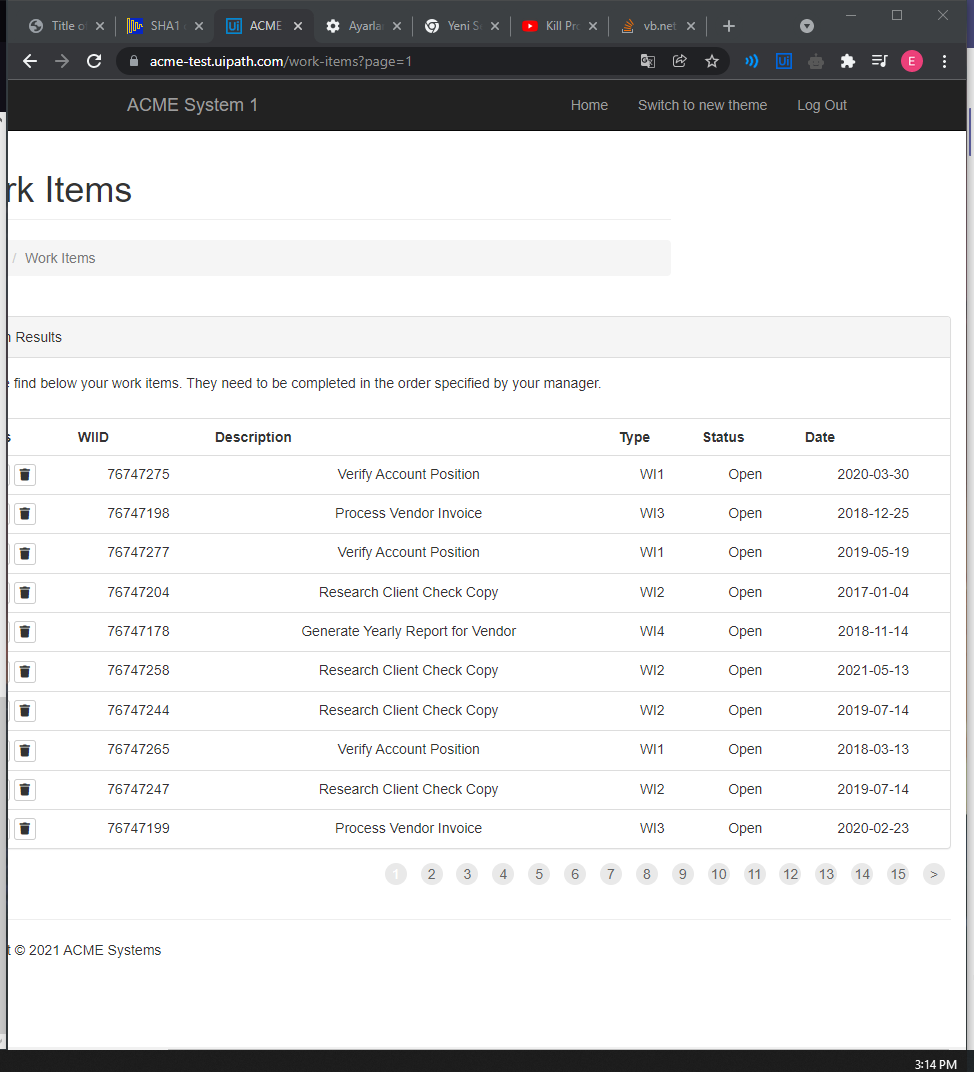 Title o SHA1 Ui ACME Ayarla Yeni S Kill Pr vb.net
acme-test.uipath.com/work-items?page=1 Ui E
ACME System 1 Home Switch to new theme Log Out
rk Items
/ Work Items
Results
find below your work items. They need to be completed in the order specified by your manager.
s WIID Description Type Status Date
76747275 Verify Account Position WI1 Open 2020-03-30
76747198 Process Vendor Invoice WI3 Open 2018-12-25
76747277 Verify Account Position WI1 Open 2019-05-19
76747204 Research Client Check Copy WI2 Open 2017-01-04
76747178 Generate Yearly Report for Vendor WI4 Open 2018-11-14
76747258 Research Client Check Copy WI2 Open 2021-05-13
76747244 Research Client Check Copy WI2 Open 2019-07-14
76747265 Verify Account Position WI1 Open 2018-03-13
76747247 Research Client Check Copy WI2 Open 2019-07-14
76747199 Process Vendor Invoice WI3 Open 2020-02-23
1 2 3 4 5 6 7 8 9 10 11 12 13 14 15 >
t © 2021 ACME Systems
3:14 PM